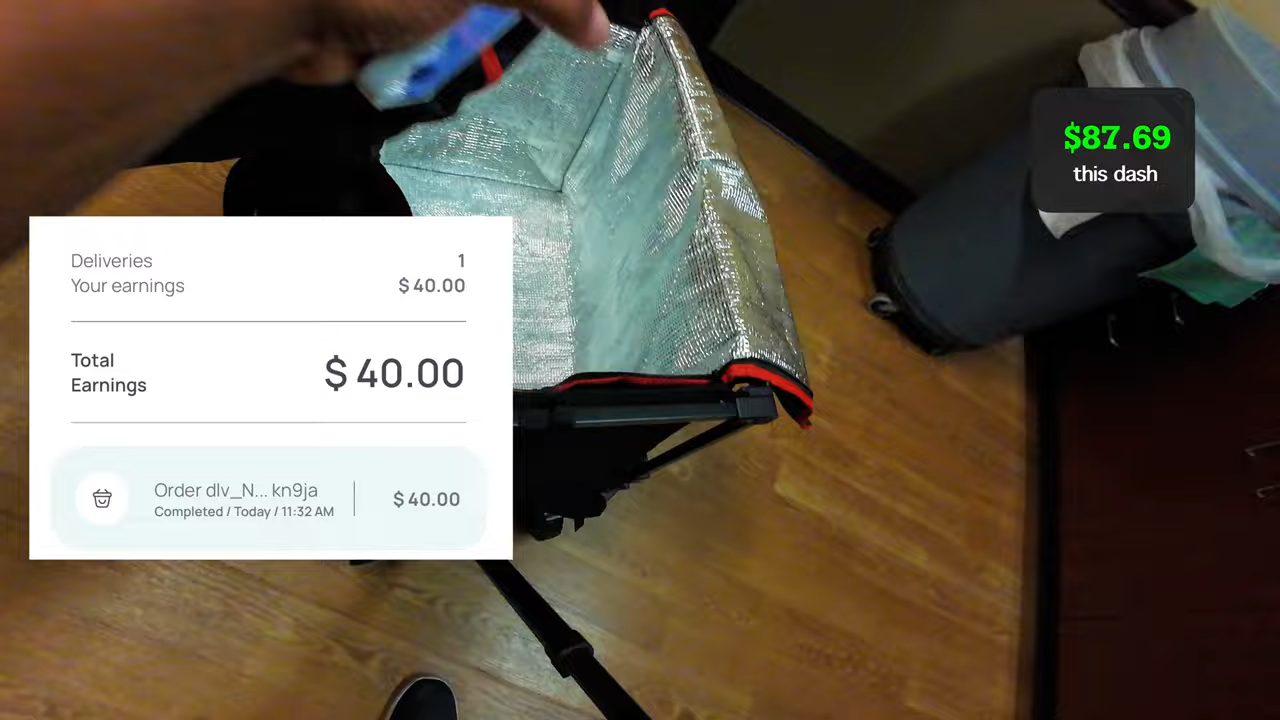 $87.69
this dash
Deliveries 1
Your earnings $40.00
Total
Earnings $40.00
Order dlv_N... kn9ja $40.00
Completed / Today / 11:32 AM